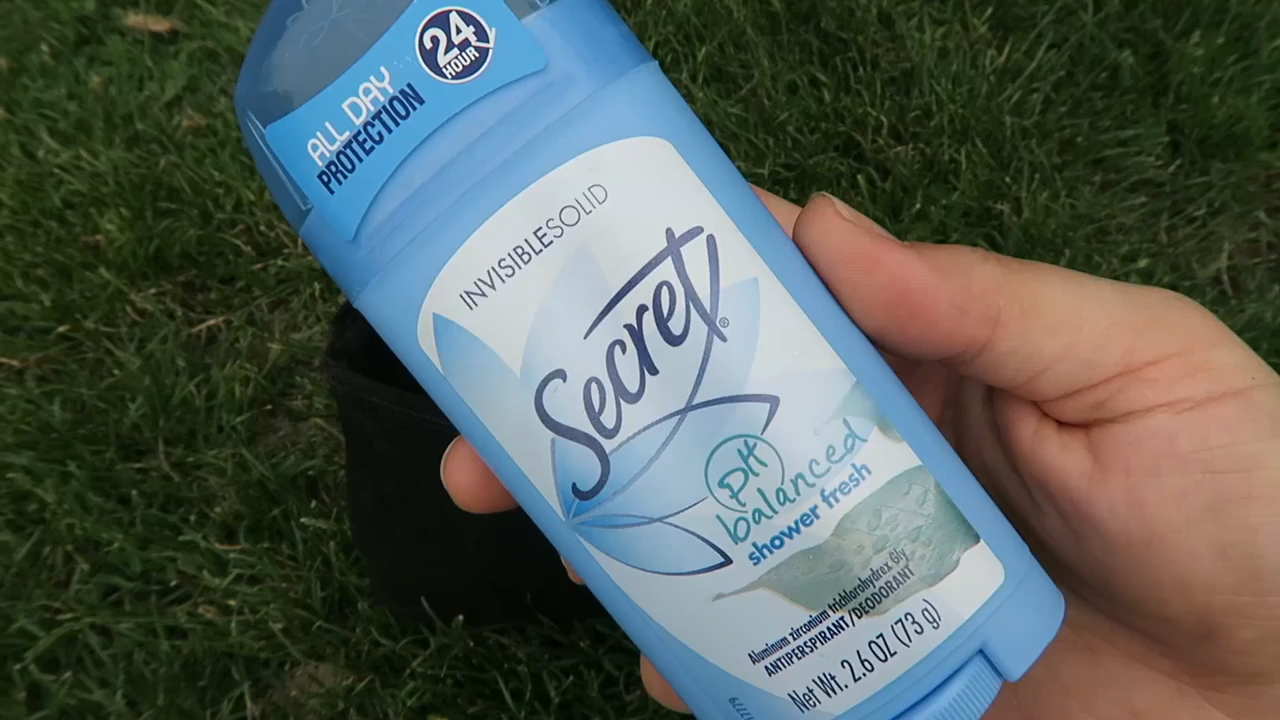 24
HOUR
ALL DAY
PROTECTION
INVISIBLESOLID
Secret®
pH
balanced
shower fresh
Aluminum zirconium trichlorohydrex Gly
ANTIPERSPIRANT/DEODORANT
Net Wt. 2.6 OZ (73 g)